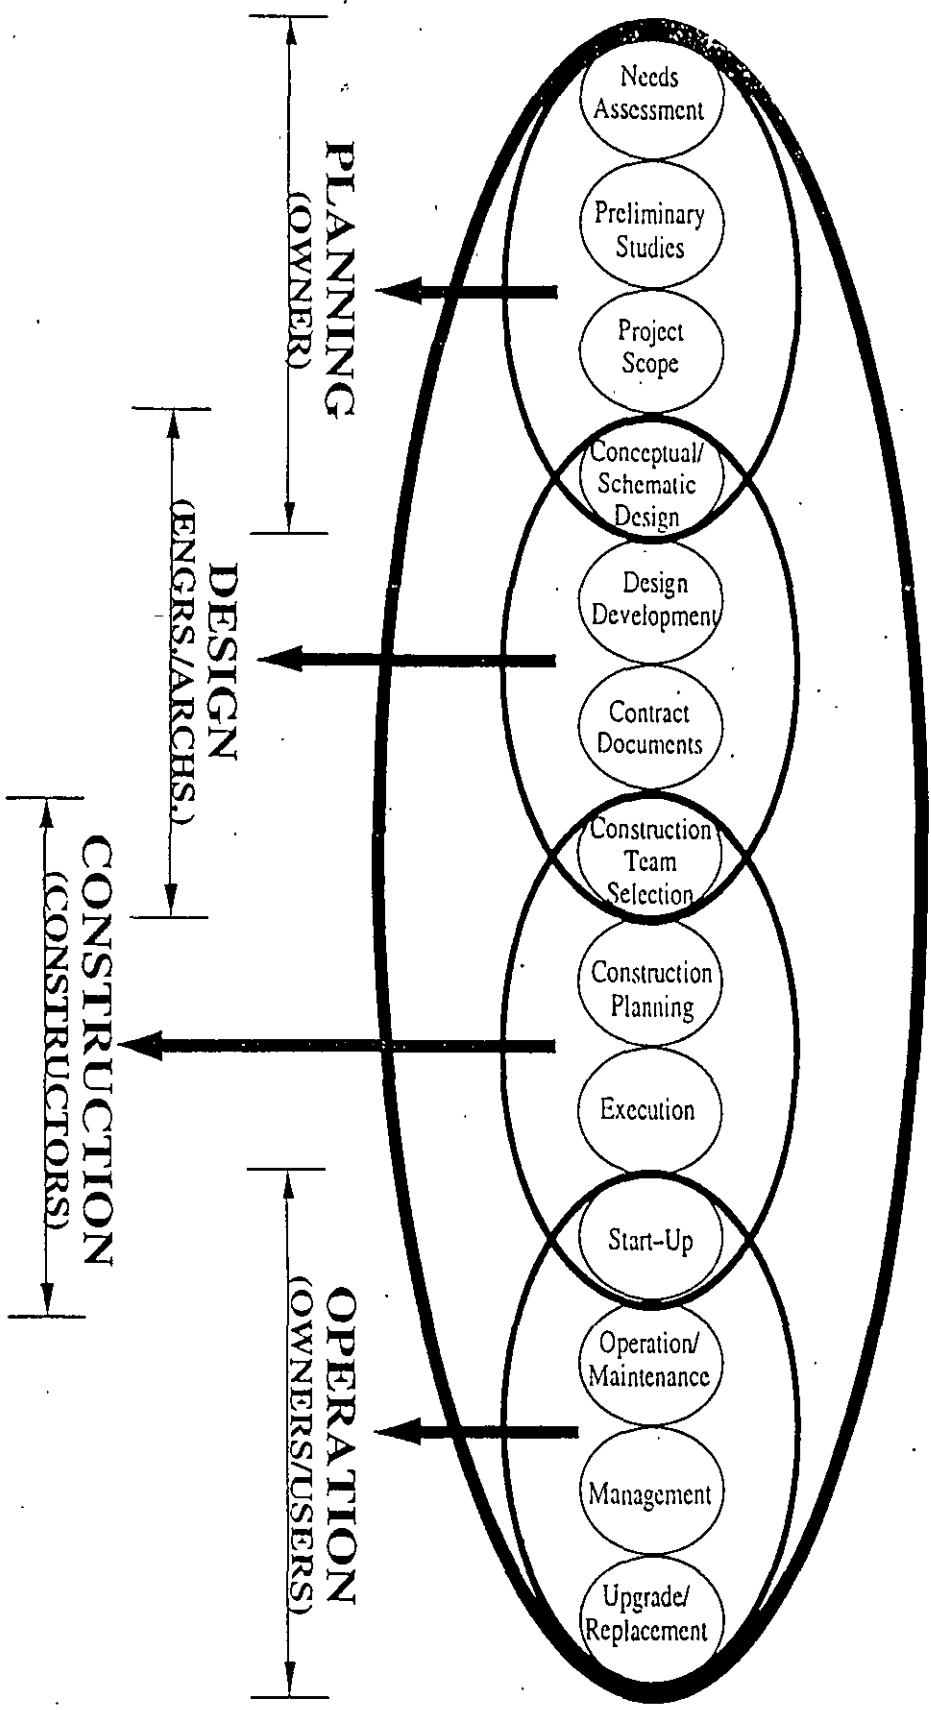 Needs
Assessment
Preliminary
Studies
Project
Scope
Conceptual/
Schematic
Design
Design
Development
Contract
Documents
Construction
Team
Selection
Construction
Planning
Execution
Start-Up
Operation/
Maintenance
Management
Upgrade/
Replacement
PLANNING
(OWNER)
DESIGN
(ENGRS./ARCHS.)
CONSTRUCTION
(CONSTRUCTORS)
OPERATION
(OWNERS/USERS)